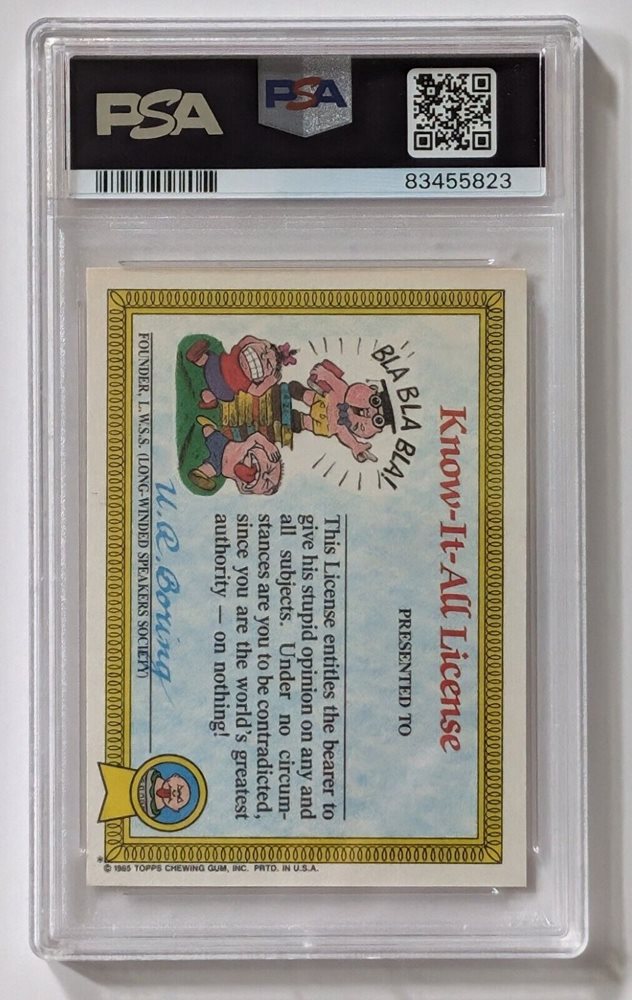 PSA
PSA
83455823
Know-It-All License
PRESENTED TO
BLA BLA BLA!
This License entitles the bearer to
give his stupid opinion on any and
all subjects. Under no circum-
stances are you to be contradicted,
since you are the world's greatest
authority — on nothing!
U.R. Boring
FOUNDER, L.W.S.S. (LONG-WINDED SPEAKERS SOCIETY)
* © 1985 TOPPS CHEWING GUM, INC. PRTD. IN U.S.A.